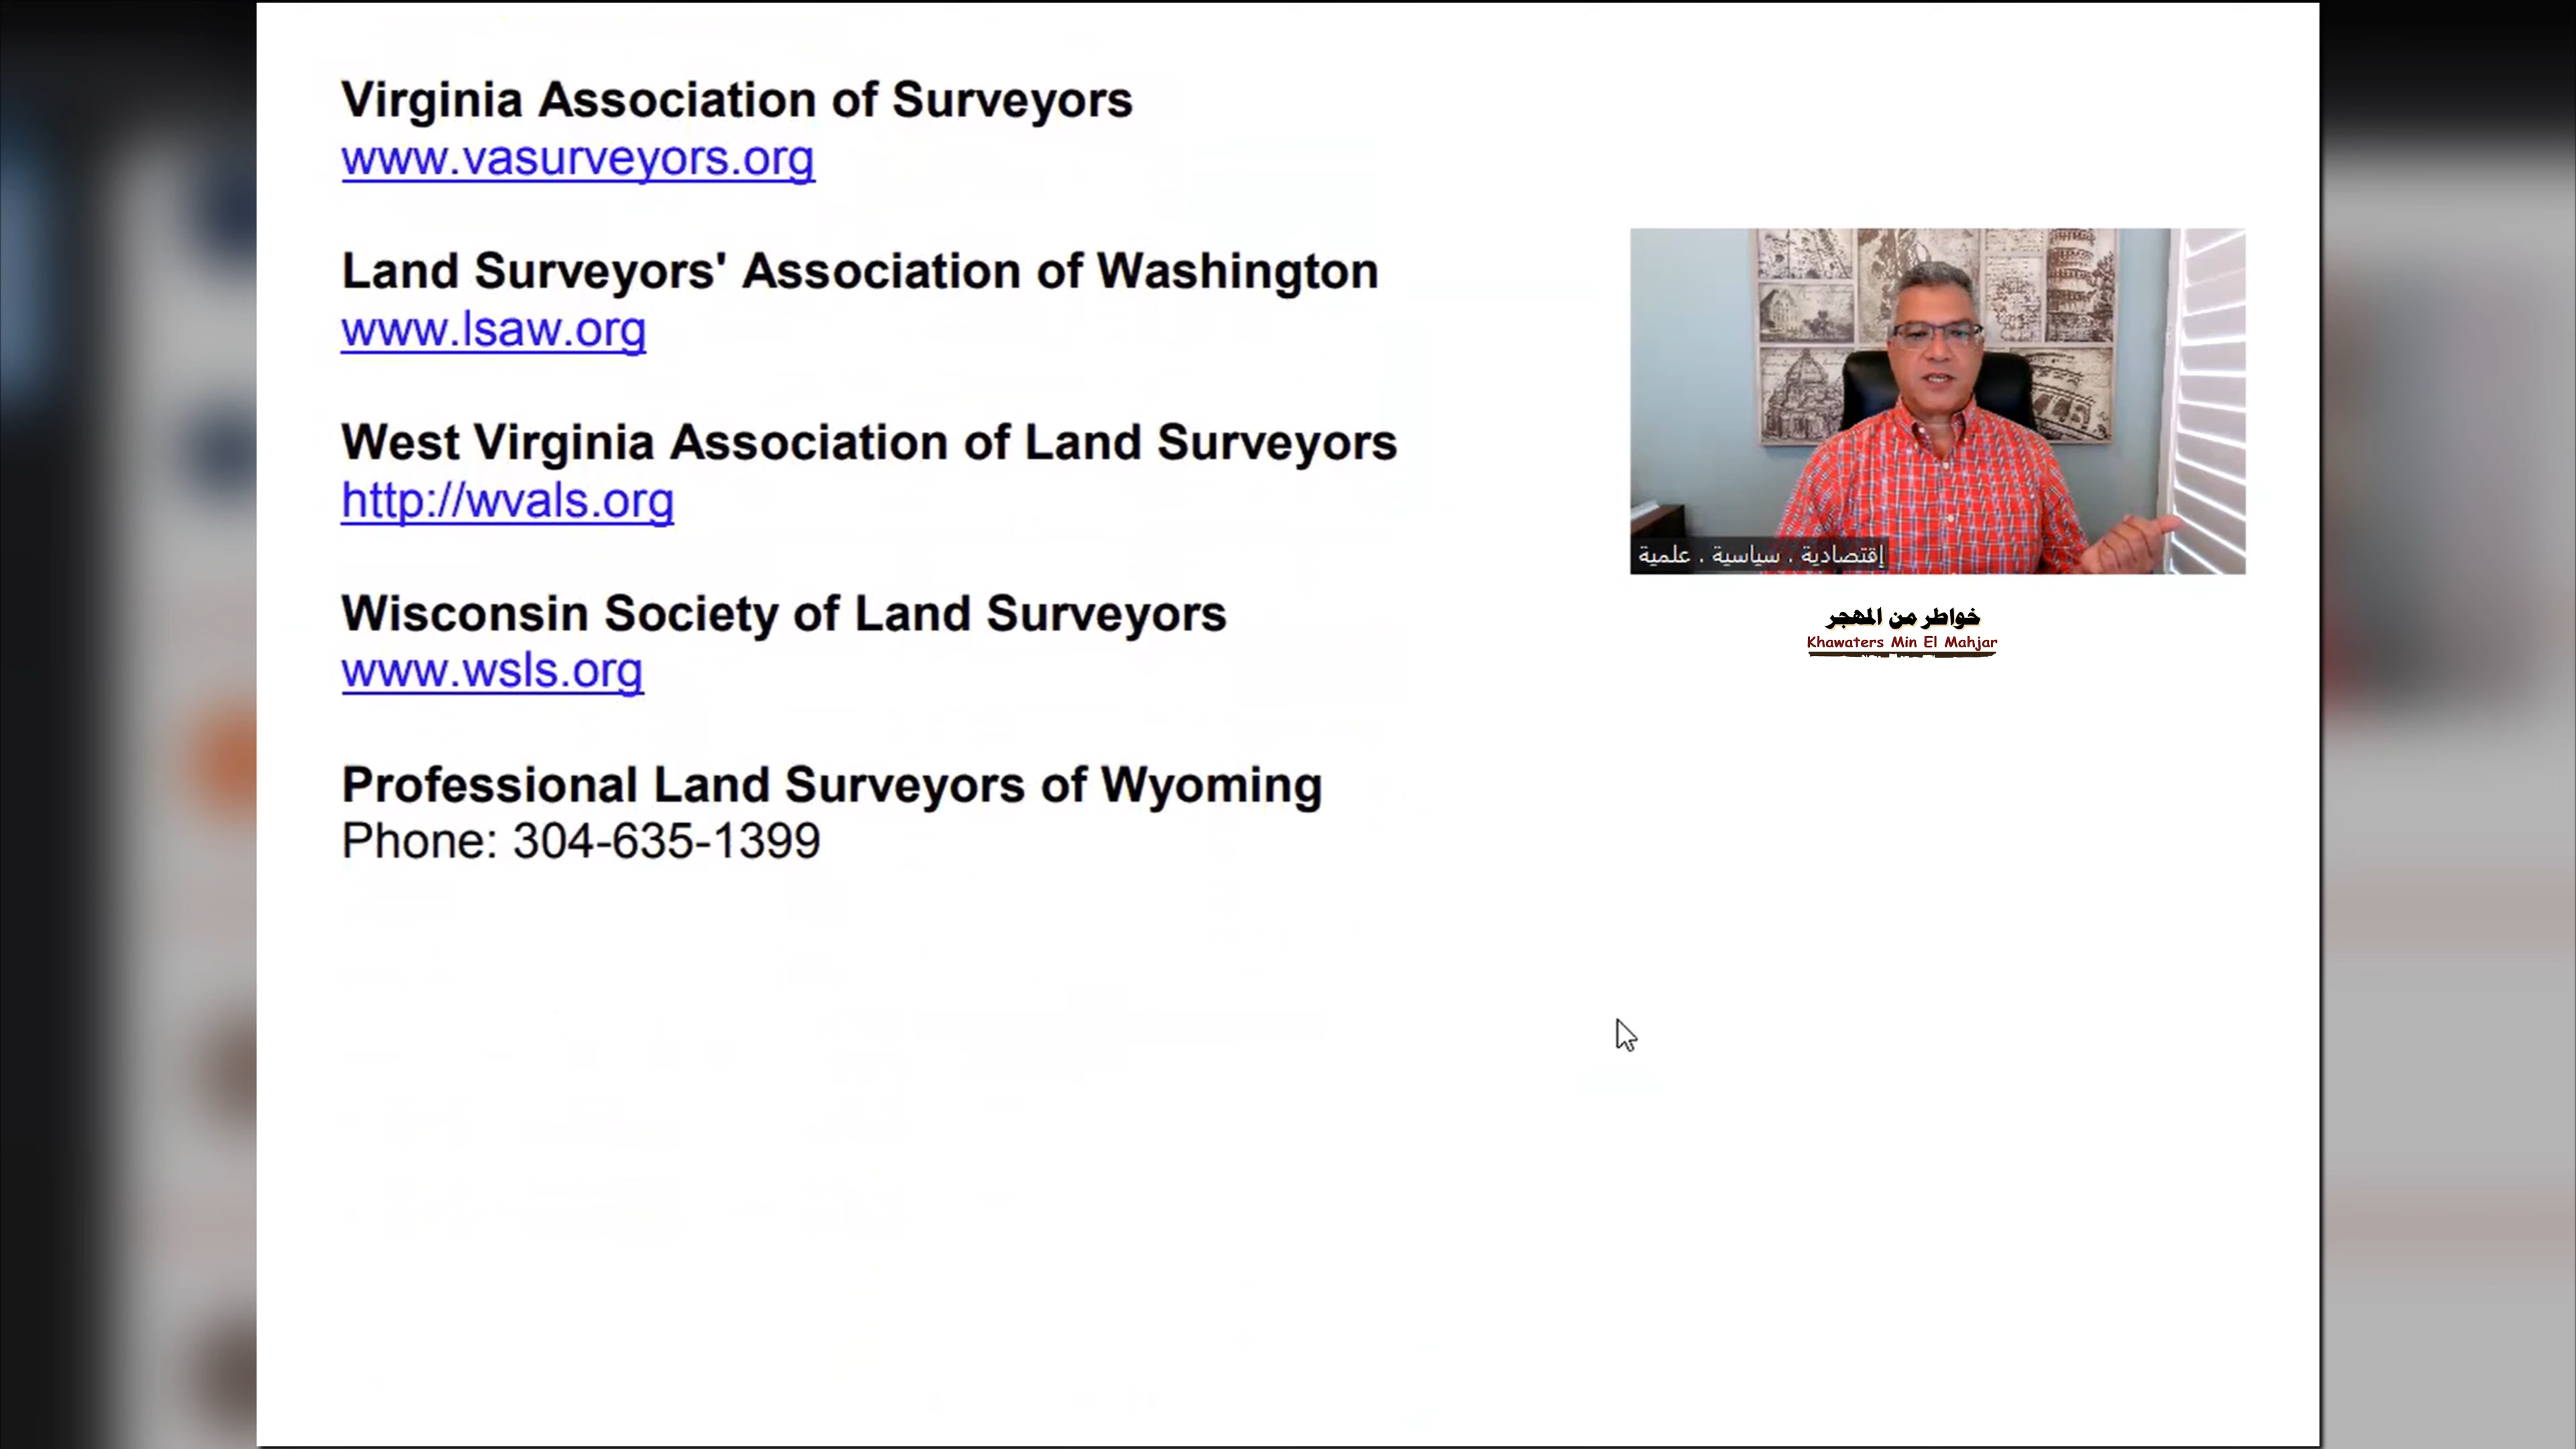 Virginia Association of Surveyors
www.vasurveyors.org
Land Surveyors' Association of Washington
www.lsaw.org
West Virginia Association of Land Surveyors
http://wvals.org
Wisconsin Society of Land Surveyors
www.wsls.org
Professional Land Surveyors of Wyoming
Phone: 304-635-1399
إقتصادية . سياسية . علمية
خواطر من المهجر
Khawaters Min El Mahjar